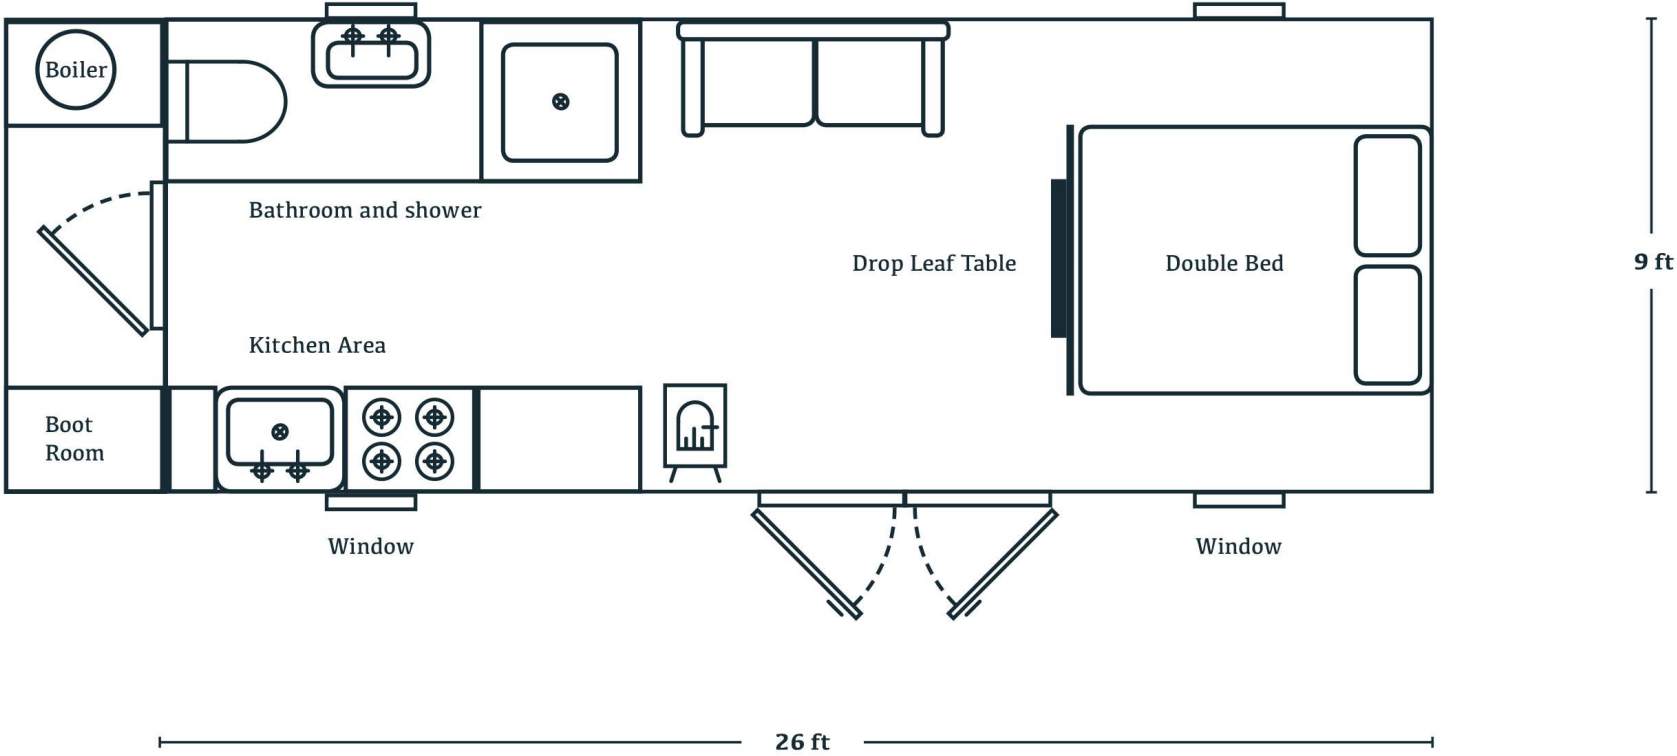 Boiler
Bathroom and shower
Drop Leaf Table
Double Bed
9 ft
Kitchen Area
Boot
Room
Window
Window
26 ft